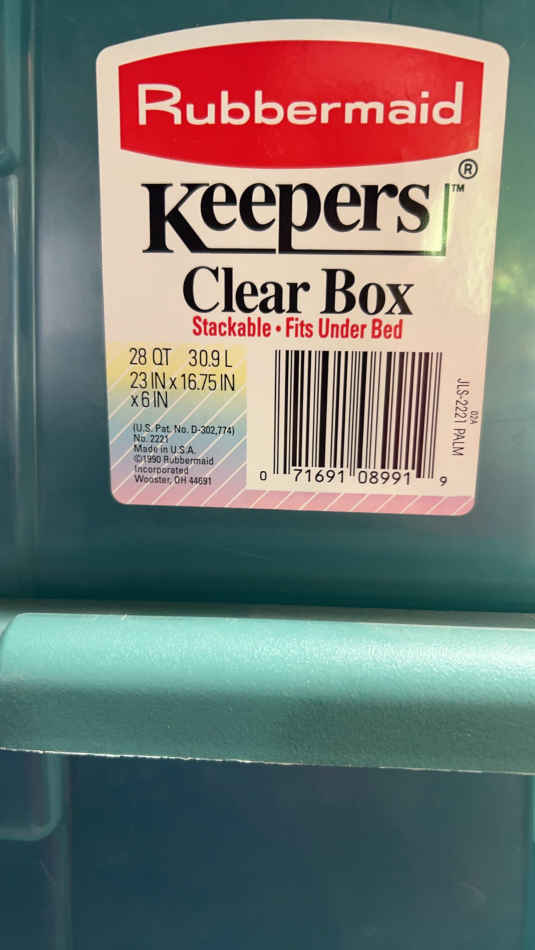 Rubbermaid
®
Keepers™
Clear Box
Stackable • Fits Under Bed
28 QT 30.9 L
23 IN x 16.75 IN
x 6 IN
(U.S. Pat. No. D-302,774)
No. 2221
Made in U.S.A.
©1990 Rubbermaid
Incorporated
Wooster, OH 44691
0 71691 08991 9
02A
JLS-2221 PALM